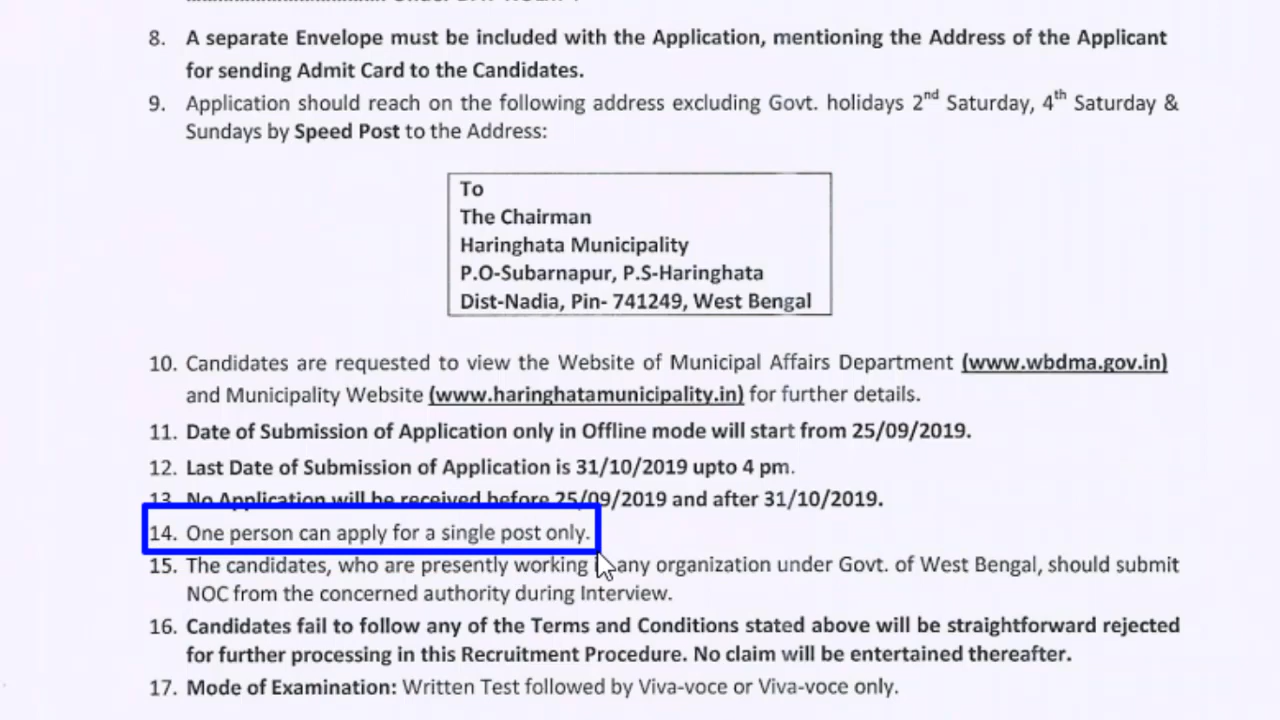 8. A separate Envelope must be included with the Application, mentioning the Address of the Applicant
for sending Admit Card to the Candidates.
9. Application should reach on the following address excluding Govt. holidays 2nd Saturday, 4th Saturday &
Sundays by Speed Post to the Address:
To
The Chairman
Haringhata Municipality
P.O-Subarnapur, P.S-Haringhata
Dist-Nadia, Pin- 741249, West Bengal
10. Candidates are requested to view the Website of Municipal Affairs Department (www.wbdma.gov.in)
and Municipality Website (www.haringhatamunicipality.in) for further details.
11. Date of Submission of Application only in Offline mode will start from 25/09/2019.
12. Last Date of Submission of Application is 31/10/2019 upto 4 pm.
13. No Application will be received before 25/09/2019 and after 31/10/2019.
14. One person can apply for a single post only.
15. The candidates, who are presently working any organization under Govt. of West Bengal, should submit
NOC from the concerned authority during Interview.
16. Candidates fail to follow any of the Terms and Conditions stated above will be straightforward rejected
for further processing in this Recruitment Procedure. No claim will be entertained thereafter.
17. Mode of Examination: Written Test followed by Viva-voce or Viva-voce only.